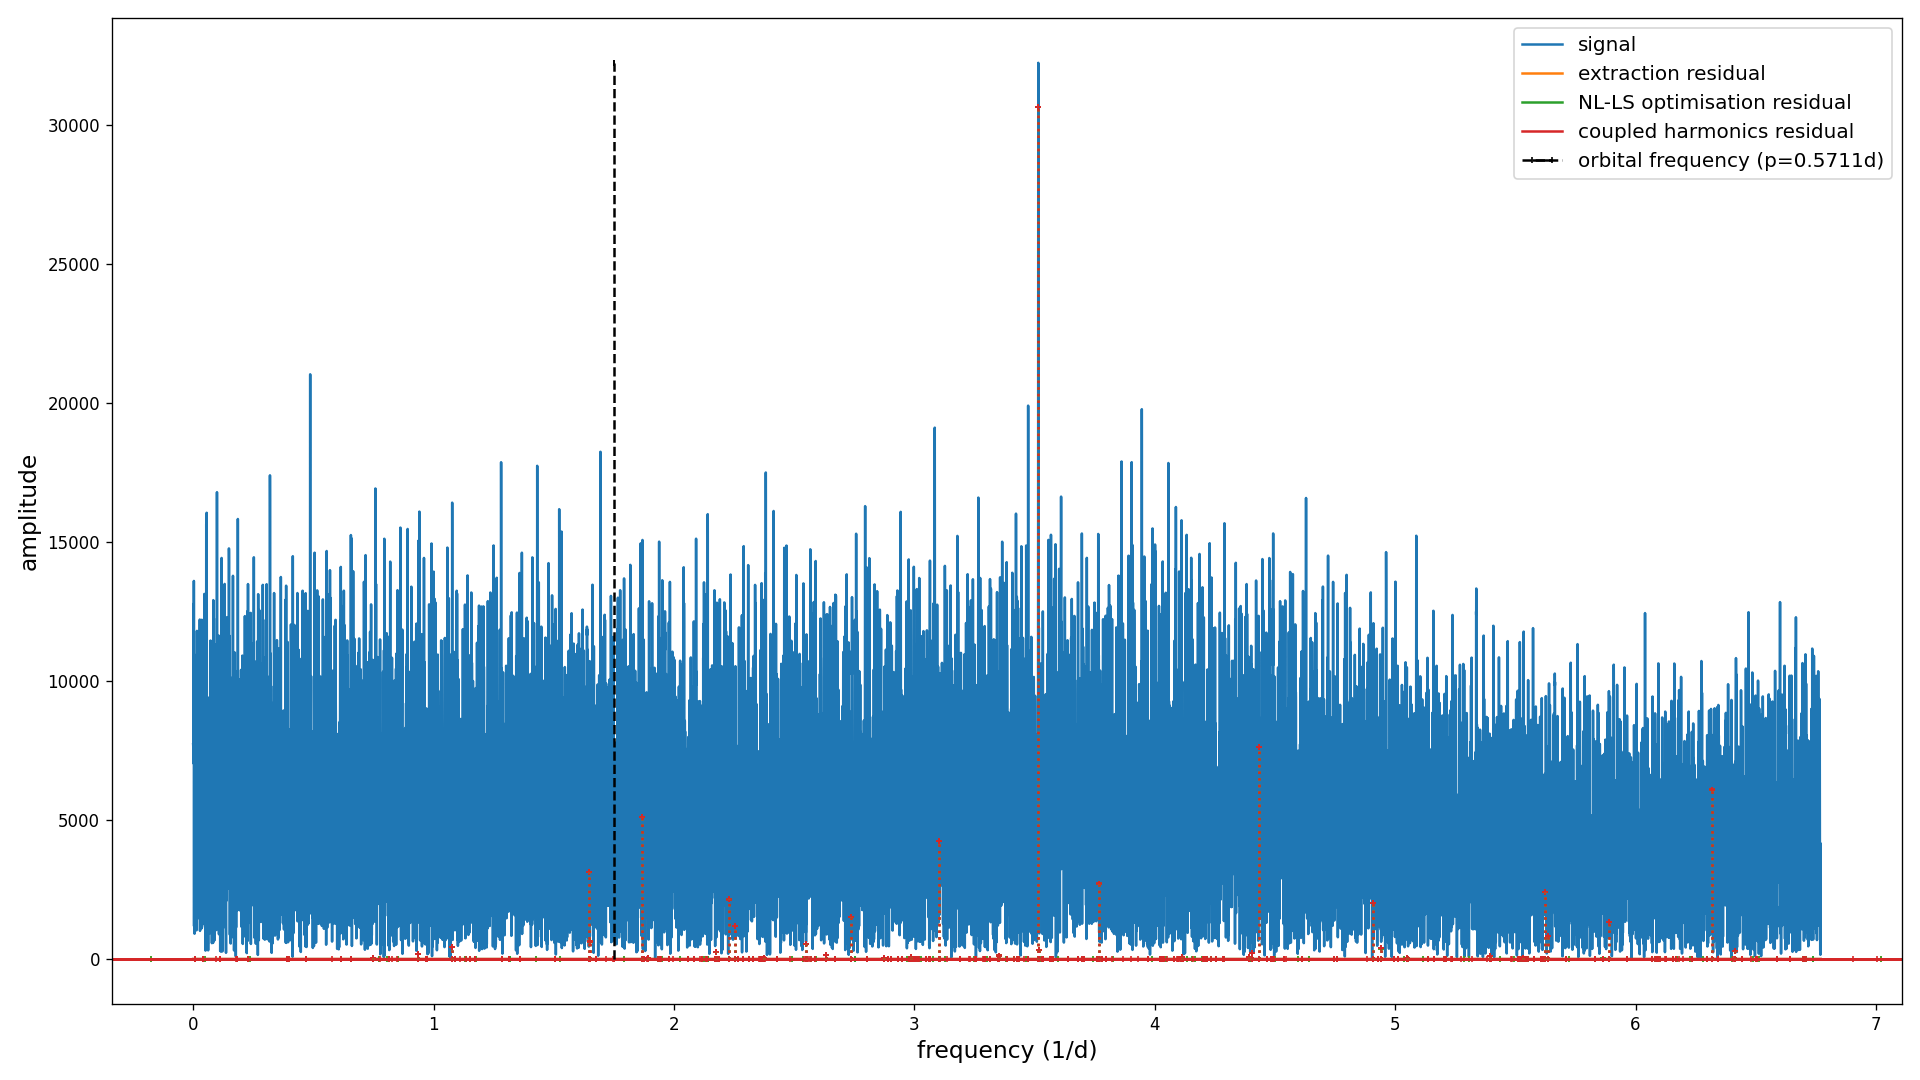 signal
extraction residual
NL-LS optimisation residual
coupled harmonics residual
orbital frequency (p=0.5711d)
amplitude
30000
25000
20000
15000
10000
5000
0
0 1 2 3 4 5 6 7
frequency (1/d)